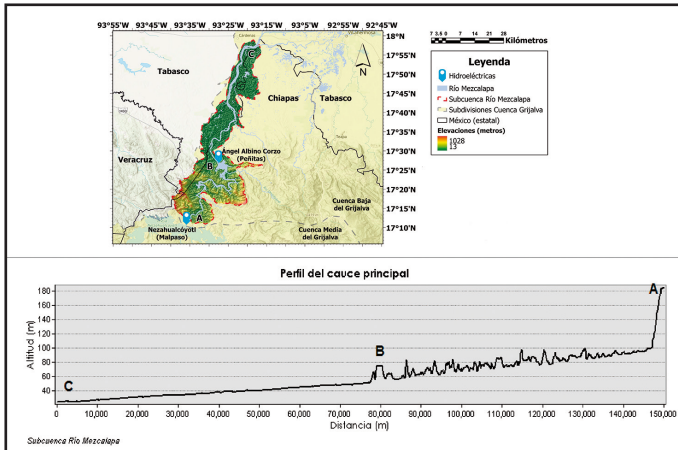 93°55'W 93°45'W 93°35'W 93°25'W 93°15'W 93°5'W 92°55'W 92°45'W
18°N
17°55'N
17°50'N
17°45'N
17°40'N
17°35'N
17°30'N
17°25'N
17°20'N
17°15'N
17°10'N
Cárdenas
Villahermosa
Tabasco
Chiapas
Tabasco
Veracruz
C
B
A
N
Ángel Albino Corzo
(Peñitas)
Nezahualcóyotl
(Malpaso)
Cuenca Baja
del Grijalva
Cuenca Media
del Grijalva
7 3.5 0 7 14 21 28
Kilómetros
Leyenda
Hidroeléctricas
Río Mezcalapa
Subcuenca Río Mezcalapa
Subdivisiones Cuenca Grijalva
México (estatal)
Elevaciones (metros)
1028
13
Perfil del cauce principal
Altitud (m)
180
160
140
120
100
80
60
40
A
B
C
0 10,000 20,000 30,000 40,000 50,000 60,000 70,000 80,000 90,000 100,000 110,000 120,000 130,000 140,000 150,000
Distancia (m)
Subcuenca Río Mezcalapa